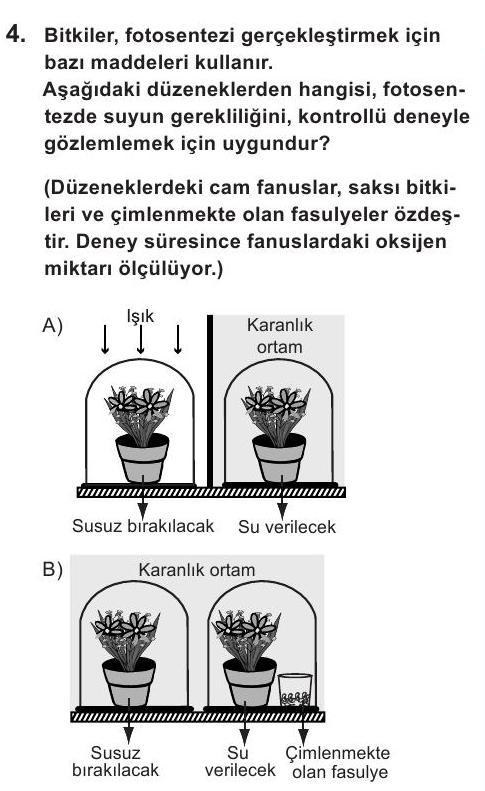 4. Bitkiler, fotosentezi gerçekleştirmek için
bazı maddeleri kullanır.
Aşağıdaki düzeneklerden hangisi, fotosen-
tezde suyun gerekliliğini, kontrollü deneyle
gözlemlemek için uygundur?
(Düzeneklerdeki cam fanuslar, saksı bitki-
leri ve çimlenmekte olan fasulyeler özdeş-
tir. Deney süresince fanuslardaki oksijen
miktarı ölçülüyor.)
A)
Işık
Karanlık
ortam
Susuz bırakılacak
Su verilecek
B)
Karanlık ortam
Susuz
bırakılacak
Su
verilecek
Çimlenmekte
olan fasulye